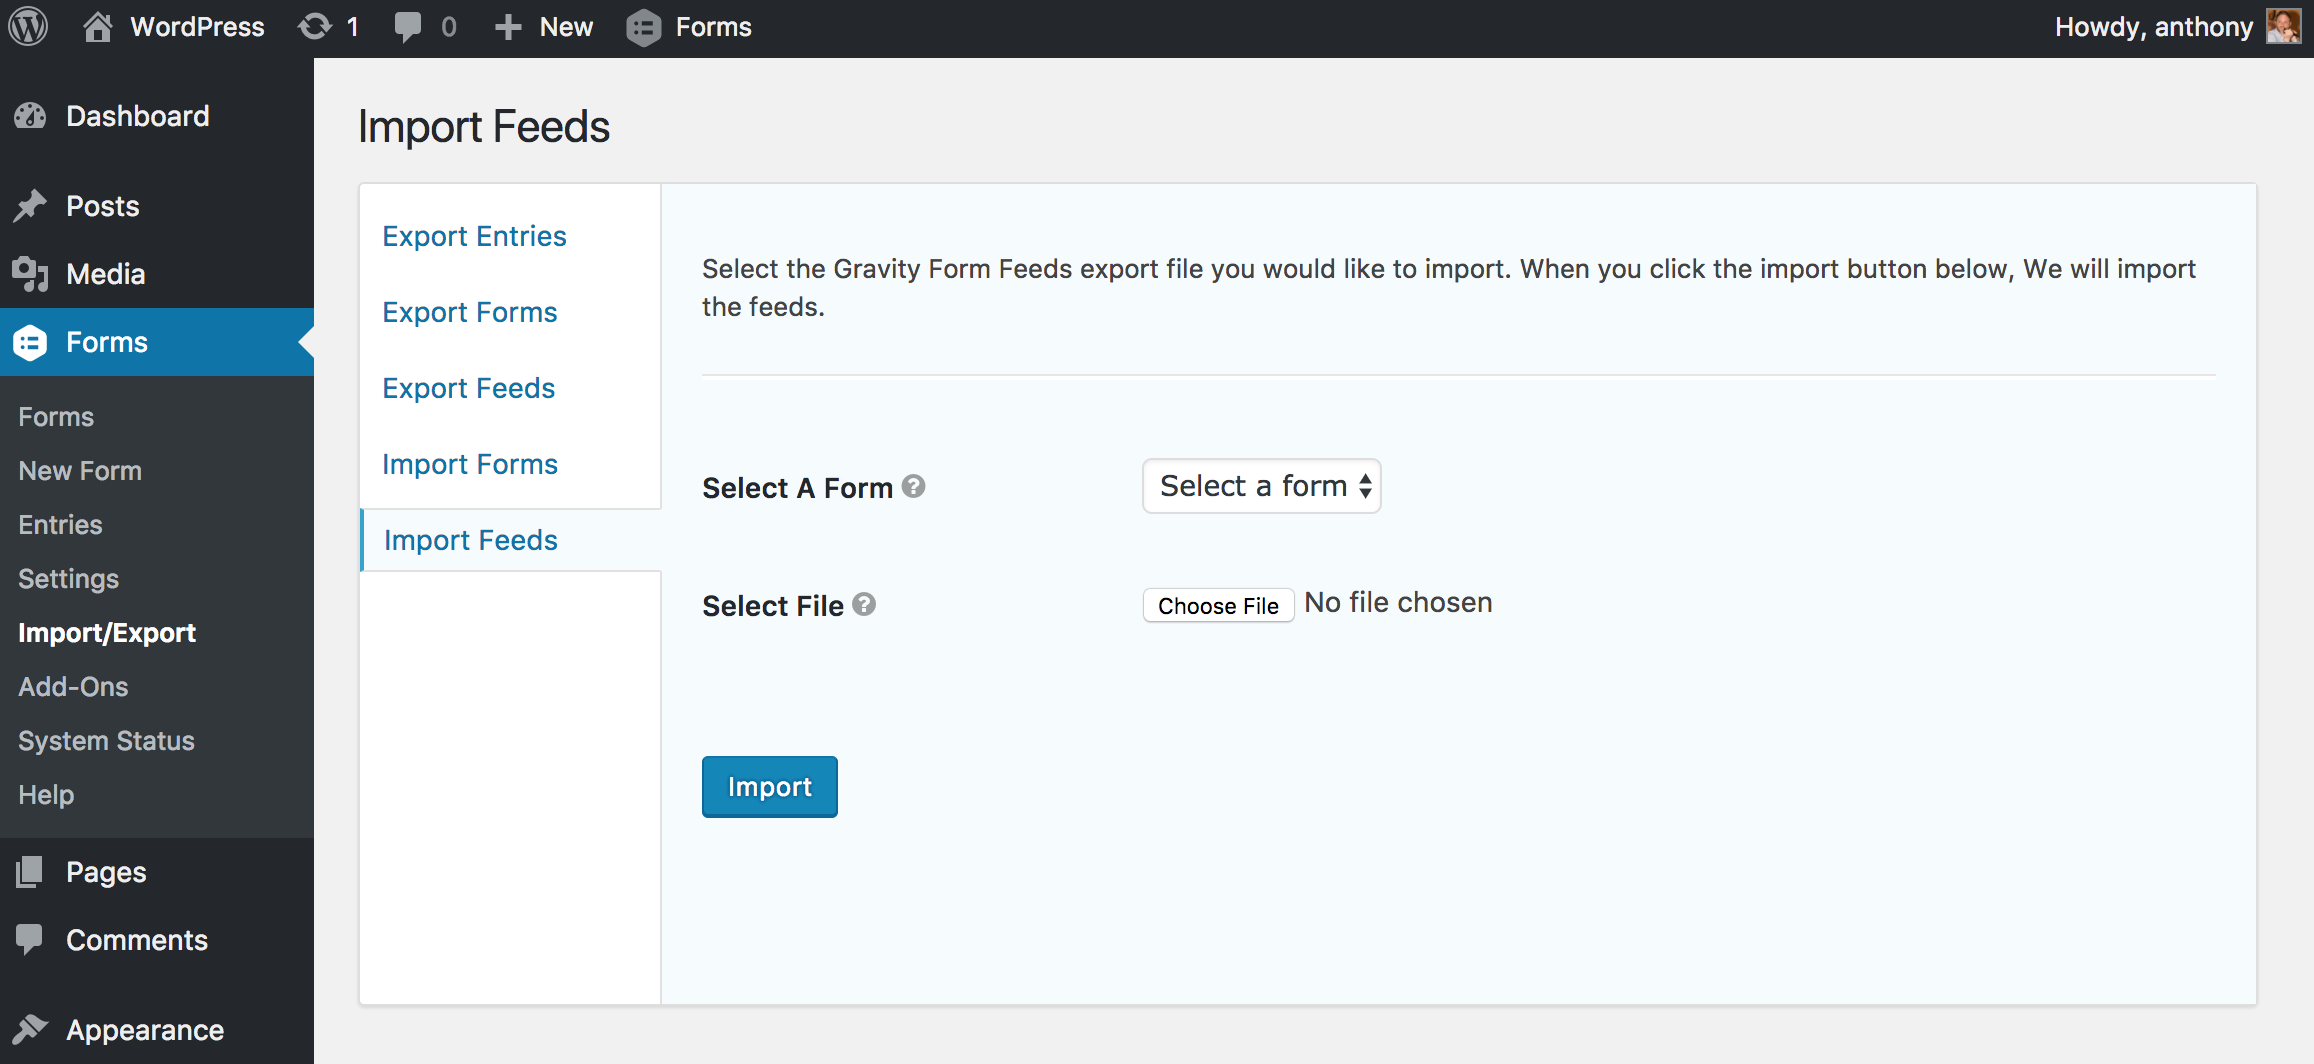 WordPress 1 0 New Forms Howdy, anthony
Dashboard
Posts
Media
Forms
Forms
New Form
Entries
Settings
Import/Export
Add-Ons
System Status
Help
Pages
Comments
Appearance
Import Feeds
Export Entries
Export Forms
Export Feeds
Import Forms
Import Feeds
Select the Gravity Form Feeds export file you would like to import. When you click the import button below, We will import
the feeds.
Select A Form ? Select a form
Select File ? Choose File No file chosen
Import